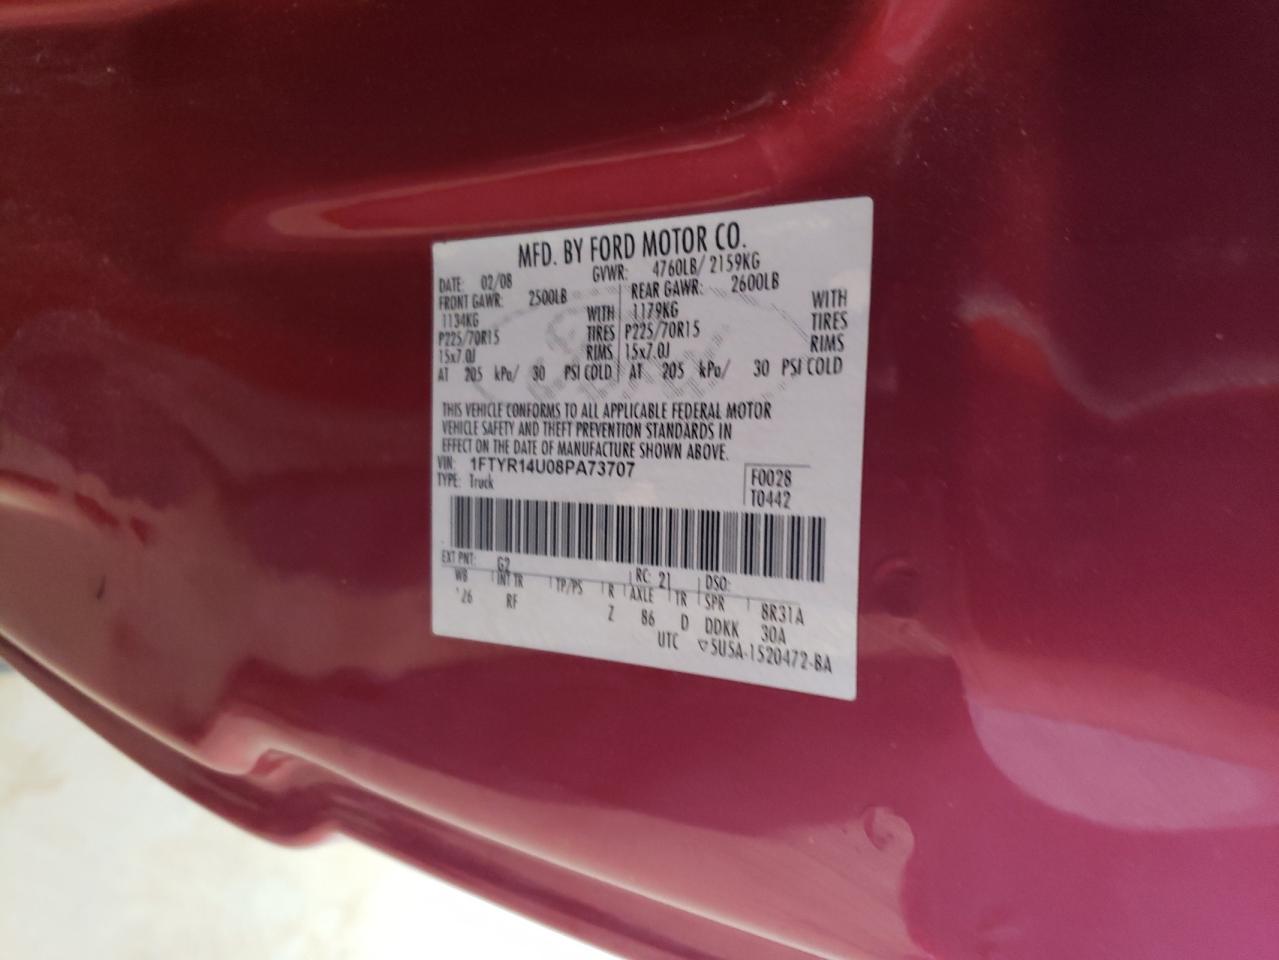 MFD. BY FORD MOTOR CO.
DATE: 02/08 GVWR: 4760LB/ 2159KG
FRONT GAWR: 2500LB REAR GAWR: 2600LB
1134KG WITH 1179KG WITH
P225/70R15 TIRES P225/70R15 TIRES
15x7.0J RIMS 15x7.0J RIMS
AT 205 kPa/ 30 PSI COLD AT 205 kPa/ 30 PSI COLD
THIS VEHICLE CONFORMS TO ALL APPLICABLE FEDERAL MOTOR
VEHICLE SAFETY AND THEFT PREVENTION STANDARDS IN
EFFECT ON THE DATE OF MANUFACTURE SHOWN ABOVE.
VIN: 1FTYR14U08PA73707 F0028
TYPE: Truck T0442
EXT PNT: G2 RC: 21 DSO:
WB INT TR TP/PS R AXLE TR SPR 8R31A
126 RF Z 86 D DDKK 30A
UTC ▽5U5A-1520472-BA